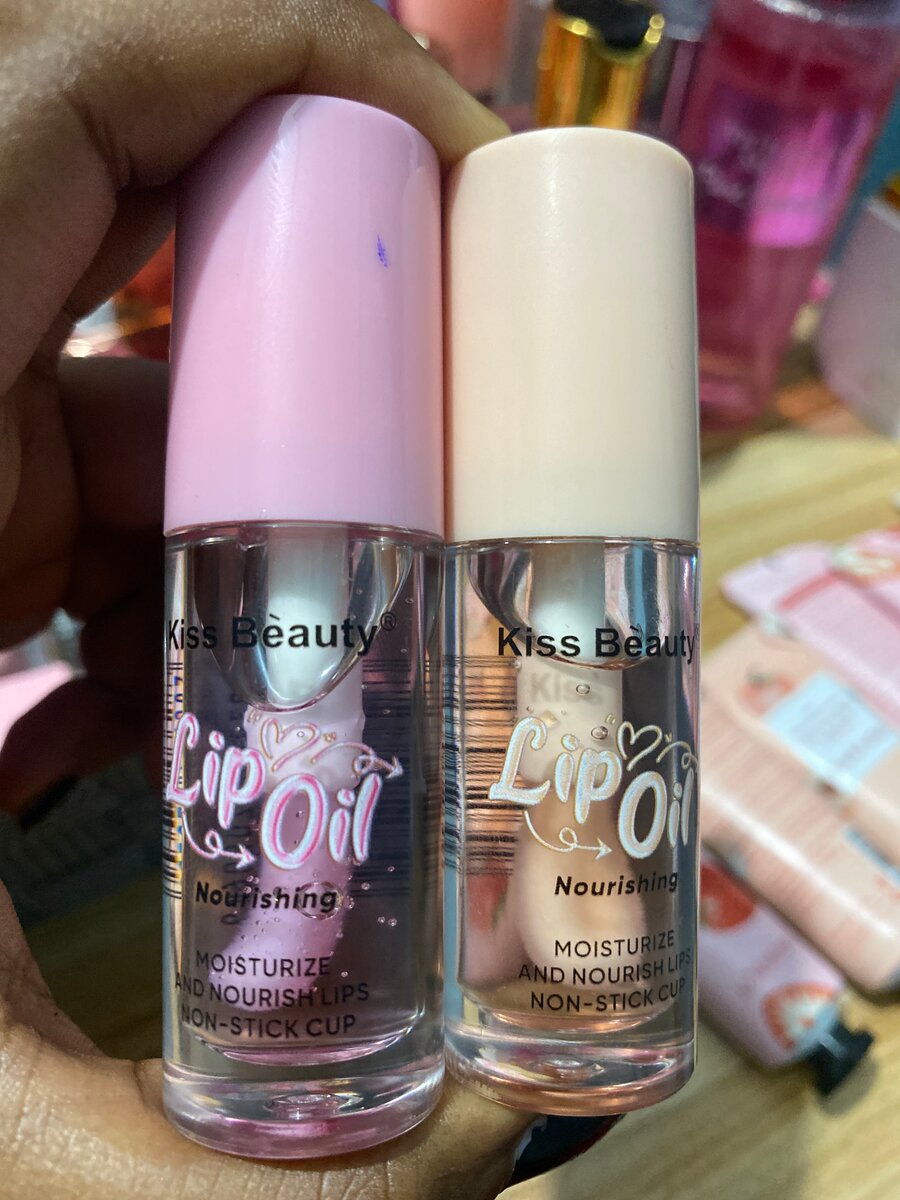 Kiss Bèauty®
Lip
Oil
Nourishing
MOISTURIZE
AND NOURISH LIPS
NON-STICK CUP
Kiss Bèauty
Lip
Oil
Nourishing
MOISTURIZE
AND NOURISH LIPS
NON-STICK CUP